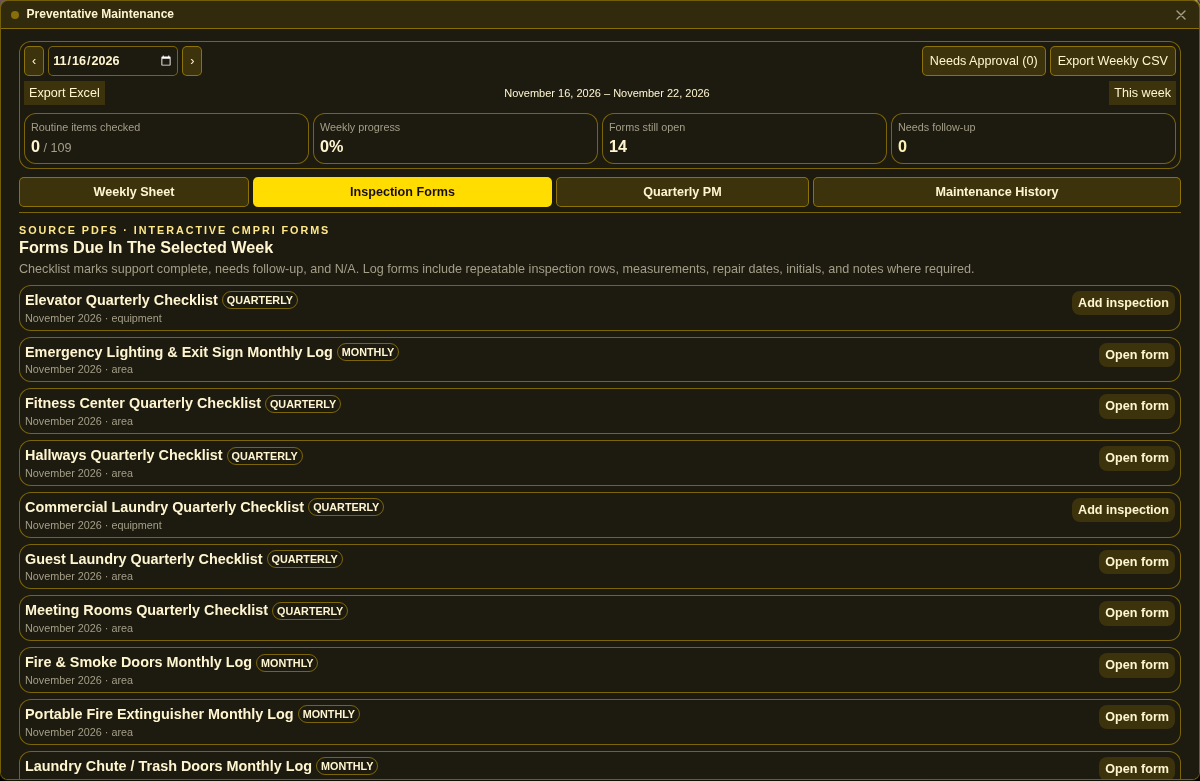 Preventative Maintenance
‹ 11/16/2026 › Needs Approval (0) Export Weekly CSV
Export Excel November 16, 2026 – November 22, 2026 This week
Routine items checked Weekly progress Forms still open Needs follow-up
0 / 109 0% 14 0
Weekly Sheet Inspection Forms Quarterly PM Maintenance History
SOURCE PDFS · INTERACTIVE CMPRI FORMS
Forms Due In The Selected Week
Checklist marks support complete, needs follow-up, and N/A. Log forms include repeatable inspection rows, measurements, repair dates, initials, and notes where required.
Elevator Quarterly Checklist QUARTERLY Add inspection
November 2026 · equipment
Emergency Lighting & Exit Sign Monthly Log MONTHLY Open form
November 2026 · area
Fitness Center Quarterly Checklist QUARTERLY Open form
November 2026 · area
Hallways Quarterly Checklist QUARTERLY Open form
November 2026 · area
Commercial Laundry Quarterly Checklist QUARTERLY Add inspection
November 2026 · equipment
Guest Laundry Quarterly Checklist QUARTERLY Open form
November 2026 · area
Meeting Rooms Quarterly Checklist QUARTERLY Open form
November 2026 · area
Fire & Smoke Doors Monthly Log MONTHLY Open form
November 2026 · area
Portable Fire Extinguisher Monthly Log MONTHLY Open form
November 2026 · area
Laundry Chute / Trash Doors Monthly Log MONTHLY Open form